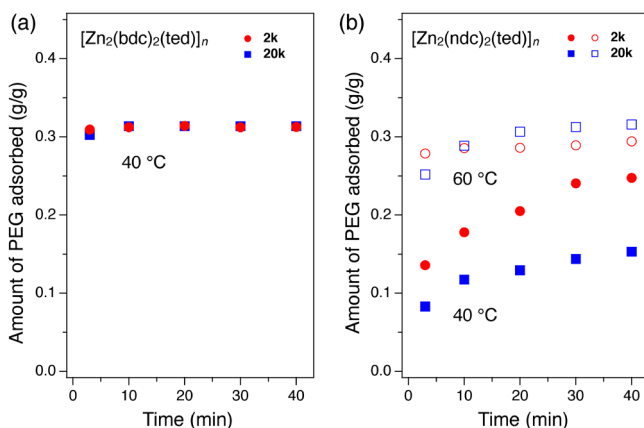 (a)
[Zn2(bdc)2(ted)]n
2k
20k
40 °C
Amount of PEG adsorbed (g/g)
0.4
0.3
0.2
0.1
0.0
0 10 20 30 40
Time (min)
(b)
[Zn2(ndc)2(ted)]n
2k
20k
60 °C
40 °C
Amount of PEG adsorbed (g/g)
0.4
0.3
0.2
0.1
0.0
0 10 20 30 40
Time (min)